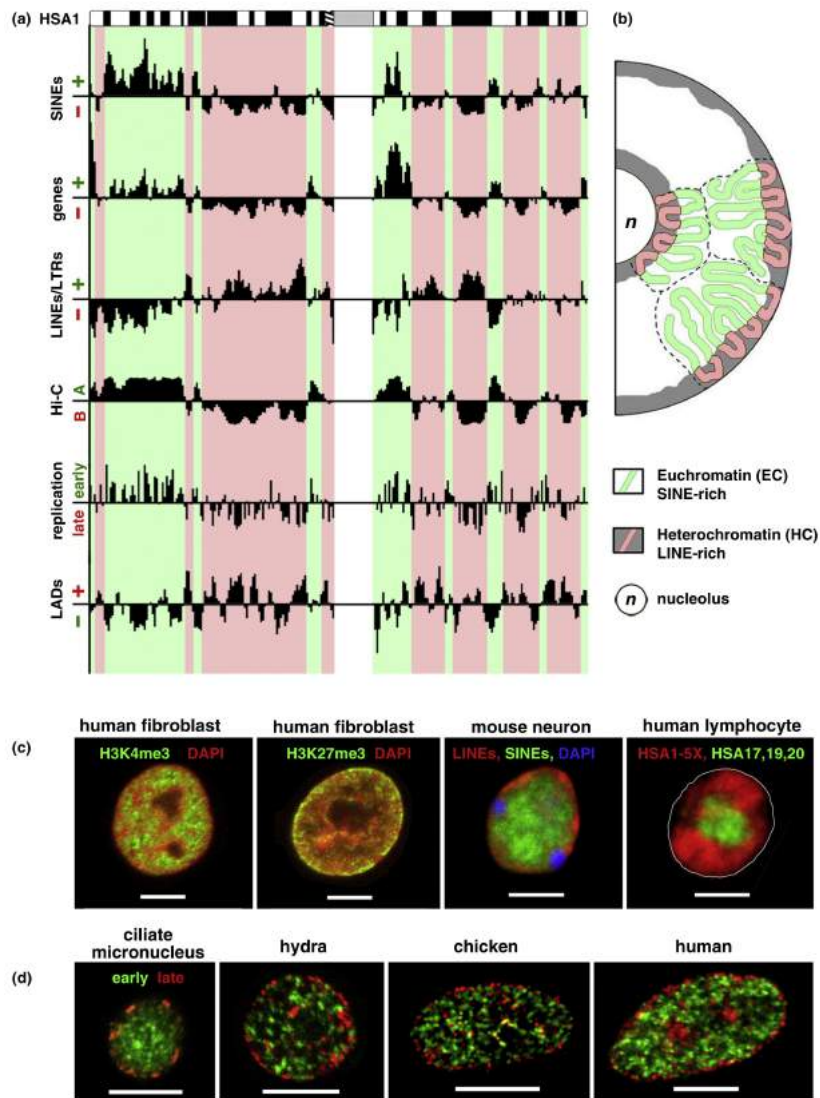 (a) HSA1
(b)
SINEs + −
genes + −
LINEs/LTRs + −
Hi-C A B
replication early late
LADs + −
n
Euchromatin (EC)
SINE-rich
Heterochromatin (HC)
LINE-rich
n nucleolus
(c)
human fibroblast
H3K4me3 DAPI
human fibroblast
H3K27me3 DAPI
mouse neuron
LINEs, SINEs, DAPI
human lymphocyte
HSA1-5X, HSA17,19,20
(d)
ciliate
micronucleus
early late
hydra
chicken
human